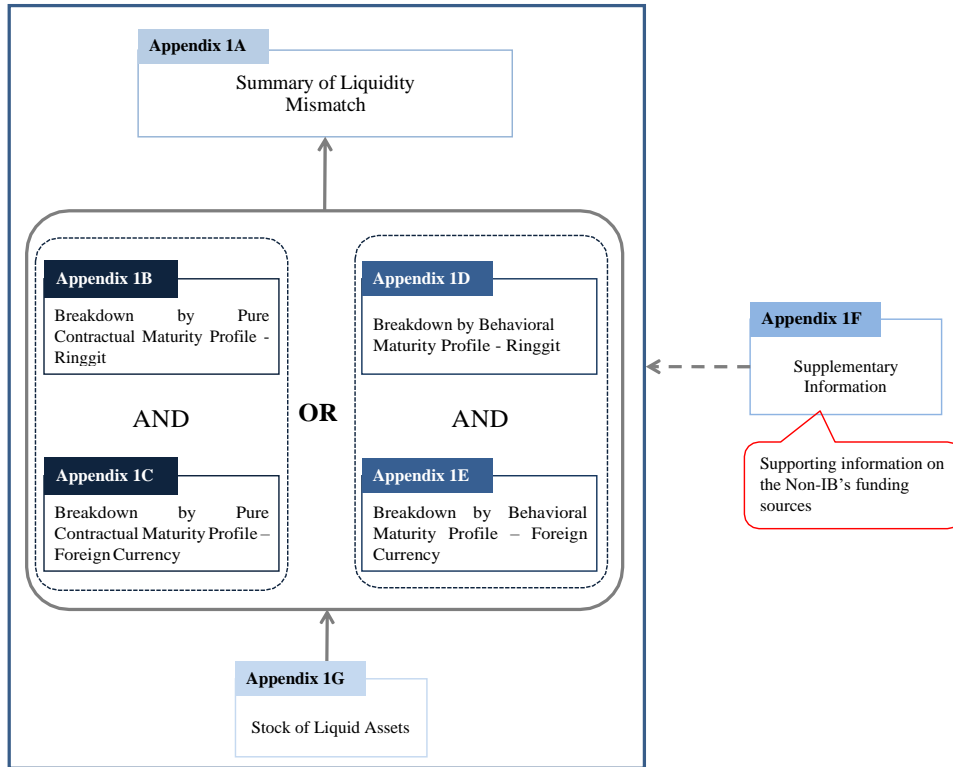 Appendix 1A
Summary of Liquidity
Mismatch
Appendix 1B
Breakdown by Pure
Contractual Maturity Profile -
Ringgit
AND
Appendix 1C
Breakdown by Pure
Contractual Maturity Profile –
Foreign Currency
OR
Appendix 1D
Breakdown by Behavioral
Maturity Profile - Ringgit
AND
Appendix 1E
Breakdown by Behavioral
Maturity Profile – Foreign
Currency
Appendix 1F
Supplementary
Information
Supporting information on
the Non-IB’s funding
sources
Appendix 1G
Stock of Liquid Assets